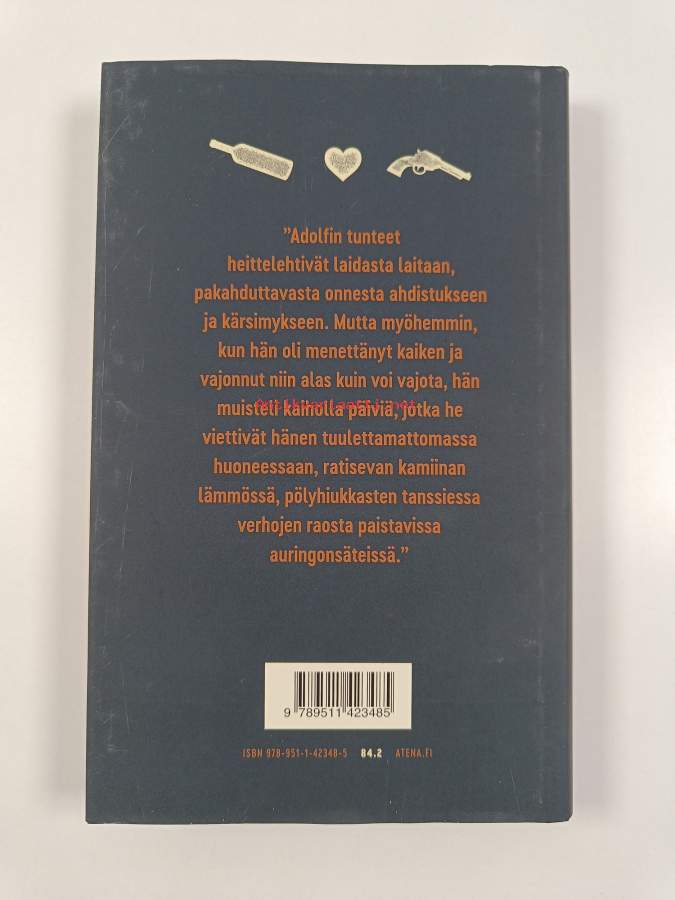 ”Adolfin tunteet
heittelehtivät laidasta laitaan,
pakahduttavasta onnesta ahdistukseen
ja kärsimykseen. Mutta myöhemmin,
kun hän oli menettänyt kaiken ja
vajonnut niin alas kuin voi vajota, hän
muisteli kaiholla päiviä, jotka he
viettivät hänen tuulettamattomassa
huoneessaan, ratisevan kamiinan
lämmössä, pölyhiukkasten tanssiessa
verhojen raosta paistavissa
auringonsäteissä.”
9 789511 423485
ISBN 978-951-1-42348-5 84.2 ATENA.FI